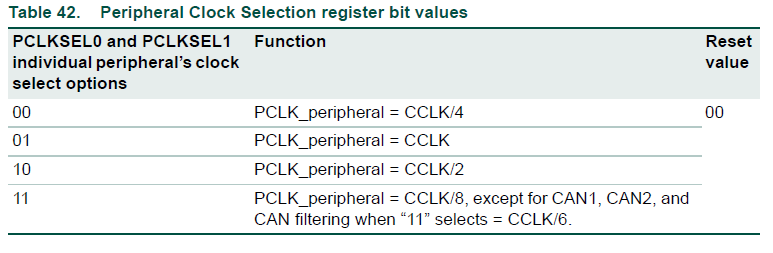 Table 42. Peripheral Clock Selection register bit values
PCLKSEL0 and PCLKSEL1 Function Reset
individual peripheral's clock value
select options
00 PCLK_peripheral = CCLK/4 00
01 PCLK_peripheral = CCLK
10 PCLK_peripheral = CCLK/2
11 PCLK_peripheral = CCLK/8, except for CAN1, CAN2, and
CAN filtering when “11” selects = CCLK/6.